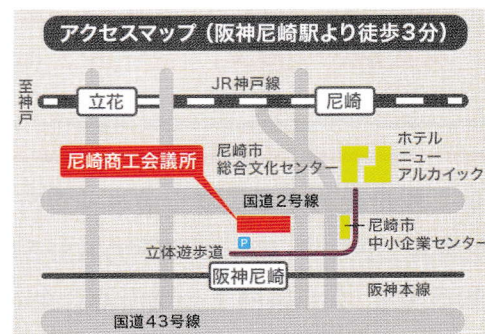 アクセスマップ（阪神尼崎駅より徒歩3分）
至神戸
JR神戸線
立花
尼崎
尼崎商工会議所
尼崎市
総合文化センター
ホテル
ニュー
アルカイック
国道2号線
P
尼崎市
中小企業センター
立体遊歩道
阪神尼崎
阪神本線
国道43号線